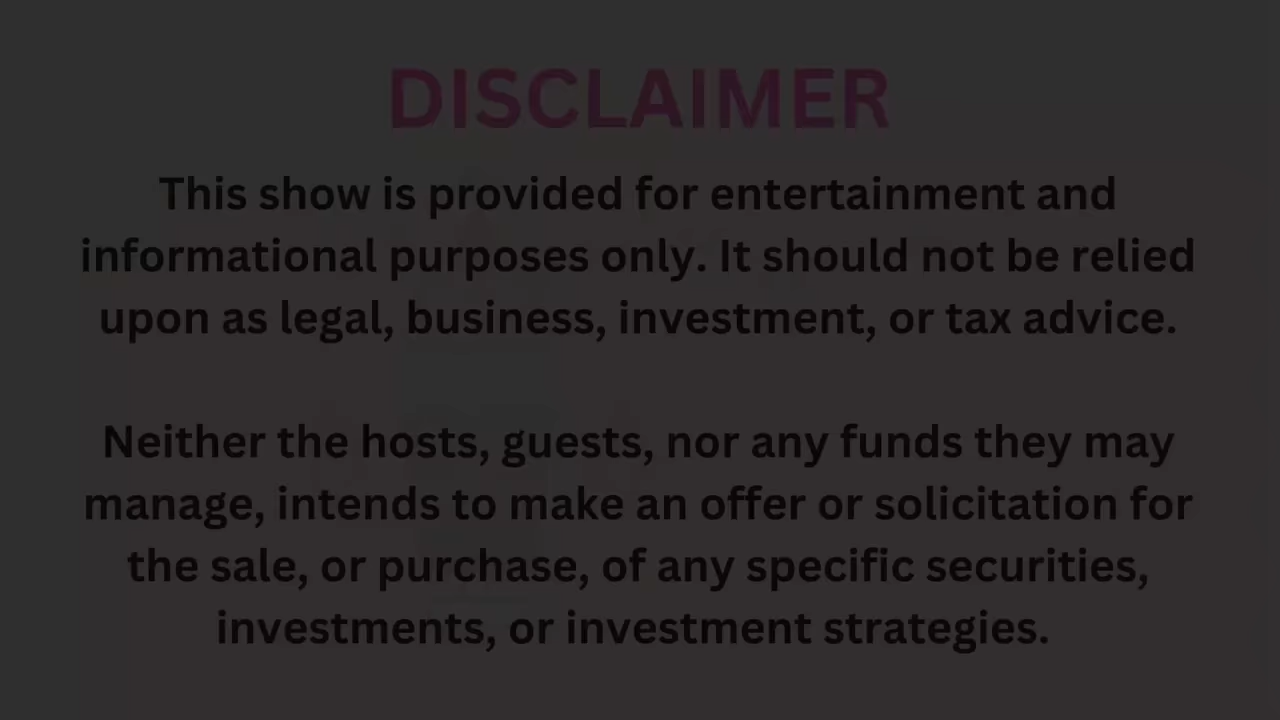 DISCLAIMER
This show is provided for entertainment and
informational purposes only. It should not be relied
upon as legal, business, investment, or tax advice.
Neither the hosts, guests, nor any funds they may
manage, intends to make an offer or solicitation for
the sale, or purchase, of any specific securities,
investments, or investment strategies.